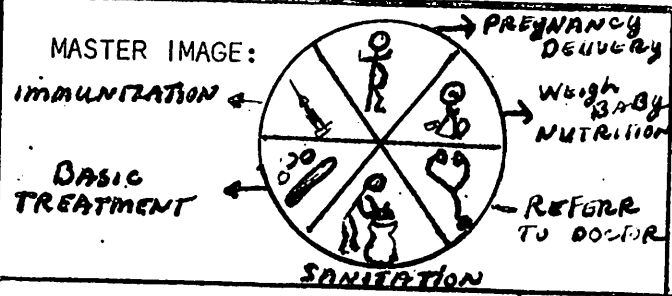 MASTER IMAGE:
PREGNANCY
DELIVERY
IMMUNIZATION
WEIGH
BABY
NUTRITION
BASIC
TREATMENT
REFERR
TO DOCTOR
SANITATION